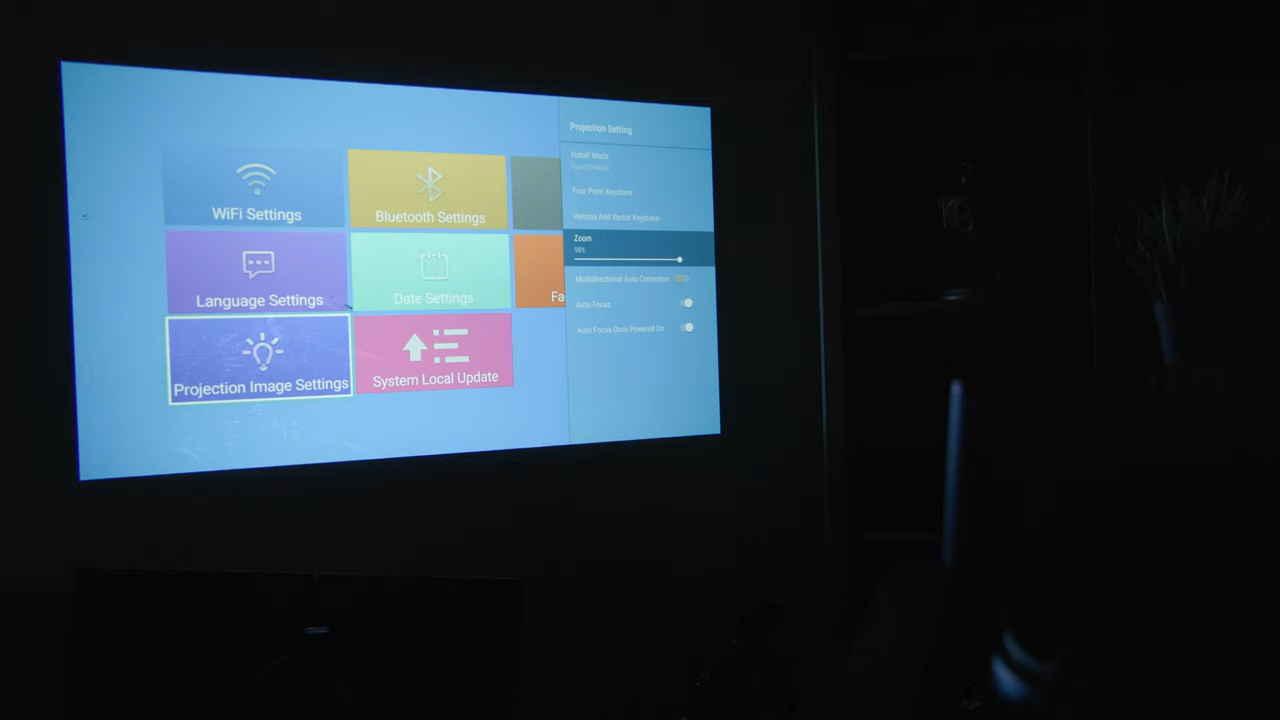 WiFi Settings
Bluetooth Settings
Language Settings
Date Settings
Fa
Projection Image Settings
System Local Update
Projection Setting
Install Mode
Four Point Keystone
Horizon And Vector Keystone
Zoom
98%
Multidirectional Auto Correction
Auto Focus
Auto Focus Once Powered On